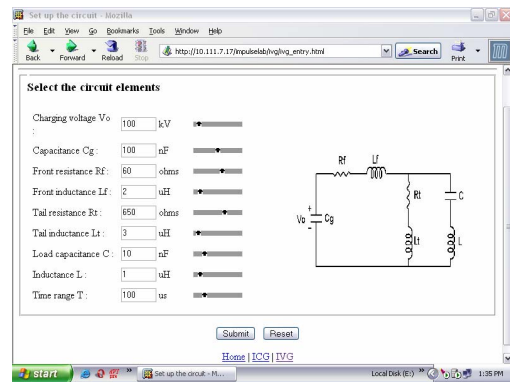 Set up the circuit - Mozilla
File Edit View Go Bookmarks Tools Window Help
Back Forward Reload Stop http://10.111.7.17/impulselab/ivg/ivg_entry.html Search Print
Select the circuit elements
Charging voltage Vo : 100 kV
Capacitance Cg : 100 nF
Front resistance Rf : 60 ohms
Front inductance Lf : 2 uH
Tail resistance Rt : 650 ohms
Tail inductance Lt : 3 uH
Load capacitance C : 10 nF
Inductance L : 1 uH
Time range T : 100 us
Rf Lf
Rt C
+
Vo Cg
-
Lt L
Submit Reset
Home | ICG | IVG
start » Set up the circuit - M... Local Disk (E:) » 1:35 PM